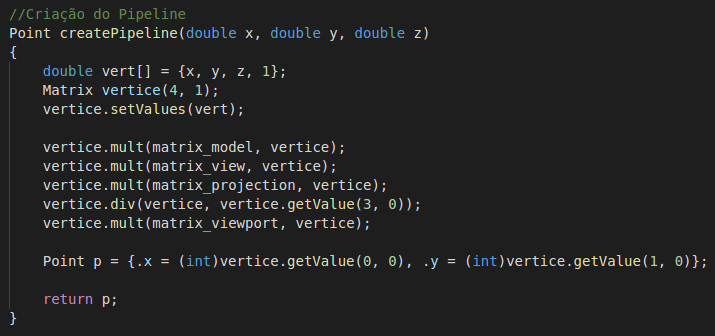 //Criação do Pipeline
Point createPipeline(double x, double y, double z)
{
    double vert[] = {x, y, z, 1};
    Matrix vertice(4, 1);
    vertice.setValues(vert);

    vertice.mult(matrix_model, vertice);
    vertice.mult(matrix_view, vertice);
    vertice.mult(matrix_projection, vertice);
    vertice.div(vertice, vertice.getValue(3, 0));
    vertice.mult(matrix_viewport, vertice);

    Point p = {.x = (int)vertice.getValue(0, 0), .y = (int)vertice.getValue(1, 0)};

    return p;
}